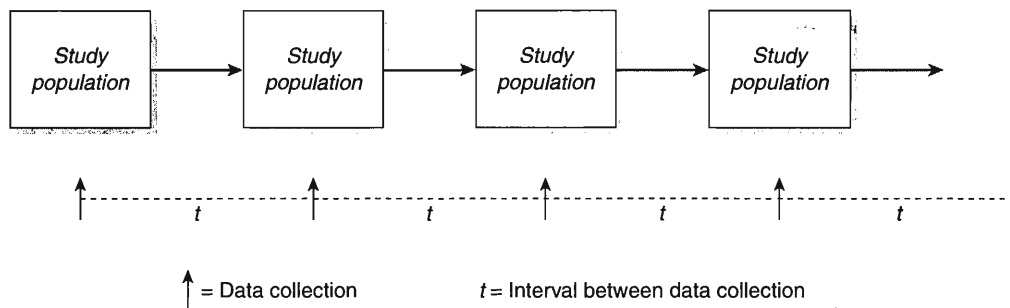 Study population
Study population
Study population
Study population
t
t
t
t
= Data collection
t = Interval between data collection